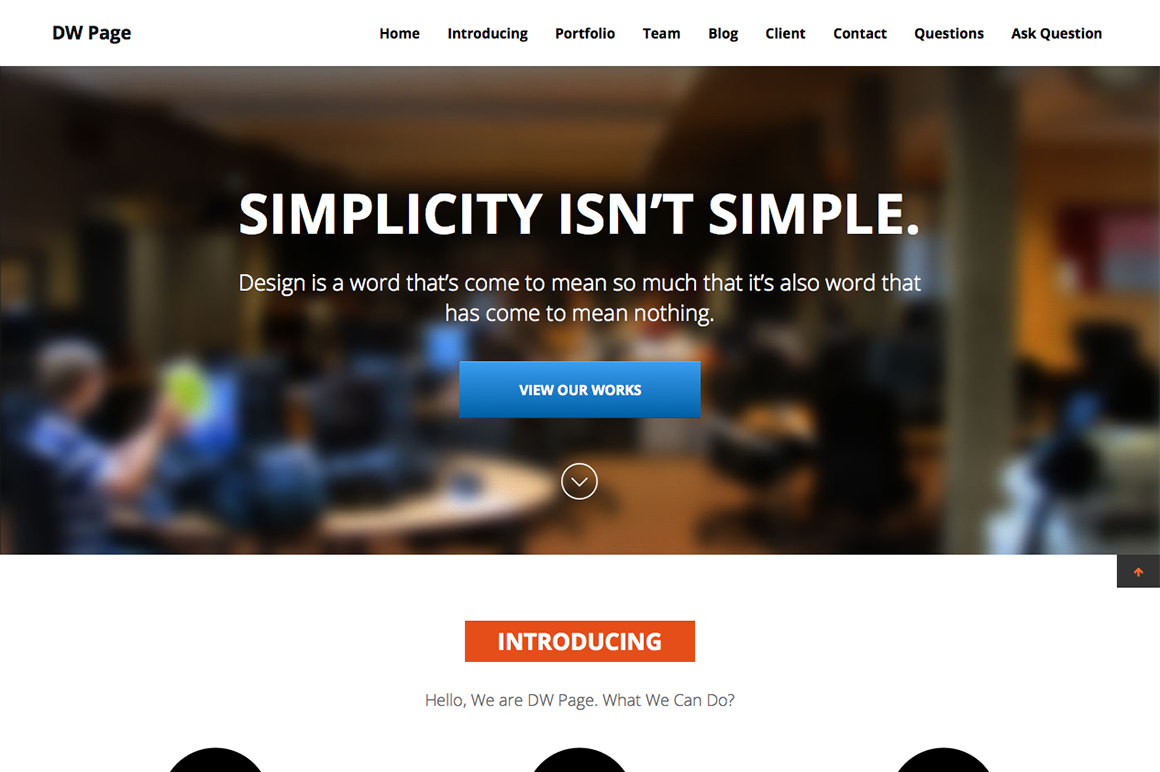 DW Page
Home Introducing Portfolio Team Blog Client Contact Questions Ask Question
SIMPLICITY ISN’T SIMPLE.
Design is a word that’s come to mean so much that it’s also word that
has come to mean nothing.
VIEW OUR WORKS
INTRODUCING
Hello, We are DW Page. What We Can Do?